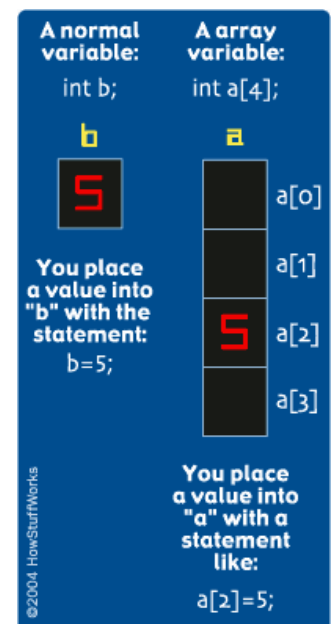 A normal
variable:
int b;
b
5
You place
a value into
"b" with the
statement:
b=5;
A array
variable:
int a[4];
a
a[0]
a[1]
5
a[2]
a[3]
You place
a value into
"a" with a
statement
like:
a[2]=5;
©2004 HowStuffWorks